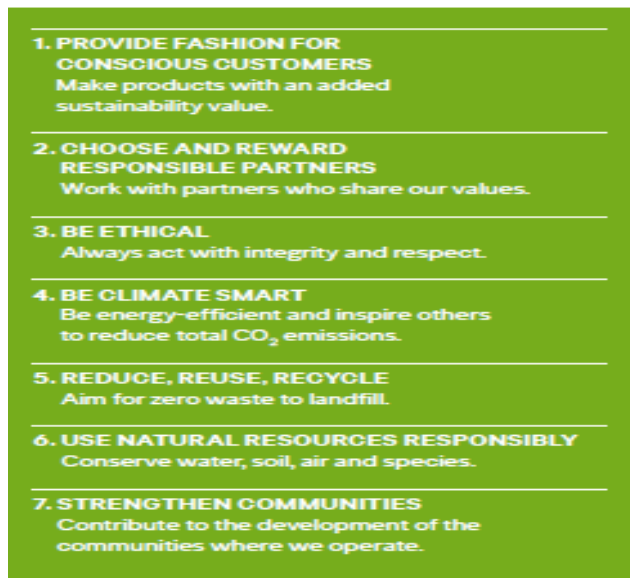 1. PROVIDE FASHION FOR
CONSCIOUS CUSTOMERS
Make products with an added
sustainability value.
2. CHOOSE AND REWARD
RESPONSIBLE PARTNERS
Work with partners who share our values.
3. BE ETHICAL
Always act with integrity and respect.
4. BE CLIMATE SMART
Be energy-efficient and inspire others
to reduce total CO₂ emissions.
5. REDUCE, REUSE, RECYCLE
Aim for zero waste to landfill.
6. USE NATURAL RESOURCES RESPONSIBLY
Conserve water, soil, air and species.
7. STRENGTHEN COMMUNITIES
Contribute to the development of the
communities where we operate.